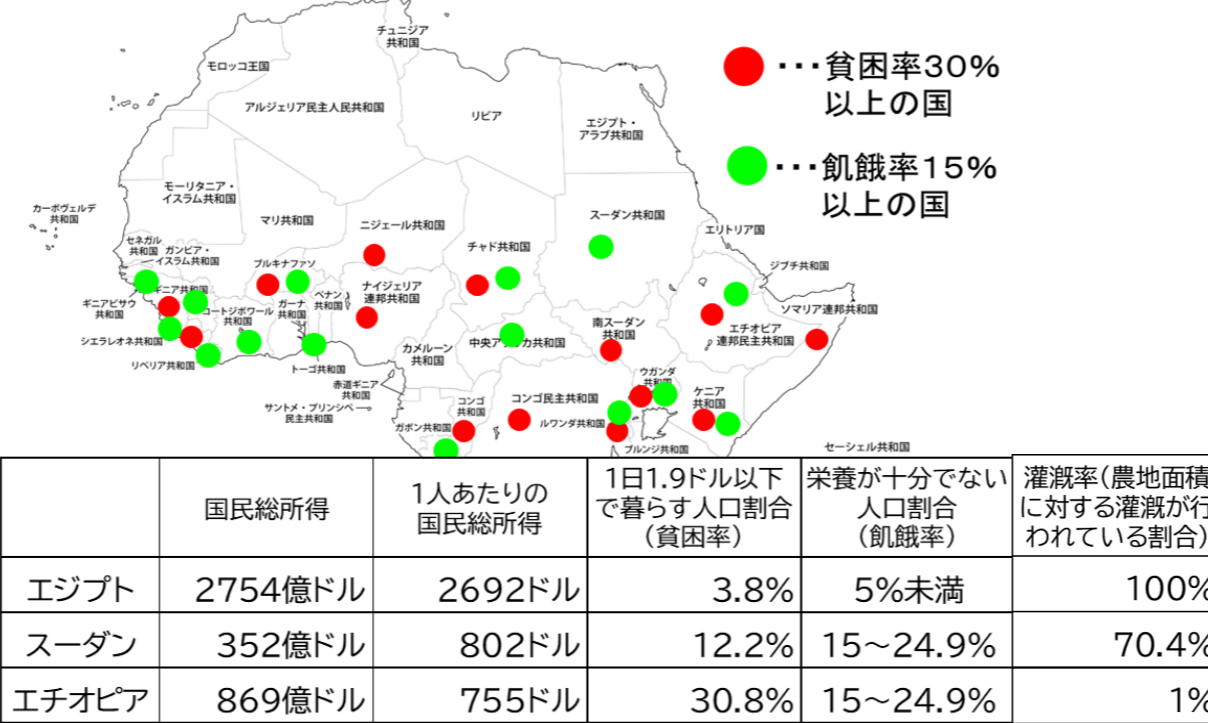 チュニジア
共和国
モロッコ王国
アルジェリア民主人民共和国
リビア
エジプト・
アラブ共和国
●・・・貧困率30%
以上の国
●・・・飢餓率15%
以上の国
モーリタニア・
イスラム共和国
カーボヴェルデ
共和国
マリ共和国
ニジェール共和国
チャド共和国
スーダン共和国
エリトリア国
セネガル
共和国
ガンビア・
イスラム共和国
ブルキナファソ
ジブチ共和国
ギニア共和国
ギニアビサウ
共和国
コートジボワール
共和国
ガーナ
共和国
ベナン
共和国
ナイジェリア
連邦共和国
ソマリア連邦共和国
シエラレオネ共和国
リベリア共和国
トーゴ共和国
カメルーン
共和国
中央アフリカ共和国
南スーダン
共和国
エチオピア
連邦民主共和国
赤道ギニア
共和国
サントメ・プリンシペ
民主共和国
ガボン共和国
コンゴ
共和国
コンゴ民主共和国
ウガンダ
共和国
ケニア
共和国
ルワンダ共和国
ブルンジ共和国
セーシェル共和国
国民総所得
1人あたりの
国民総所得
1日1.9ドル以下
で暮らす人口割合
(貧困率)
栄養が十分でない
人口割合
(飢餓率)
灌漑率(農地面積
に対する灌漑が行
われている割合)
エジプト 2754億ドル 2692ドル 3.8% 5%未満 100%
スーダン 352億ドル 802ドル 12.2% 15～24.9% 70.4%
エチオピア 869億ドル 755ドル 30.8% 15～24.9% 1%